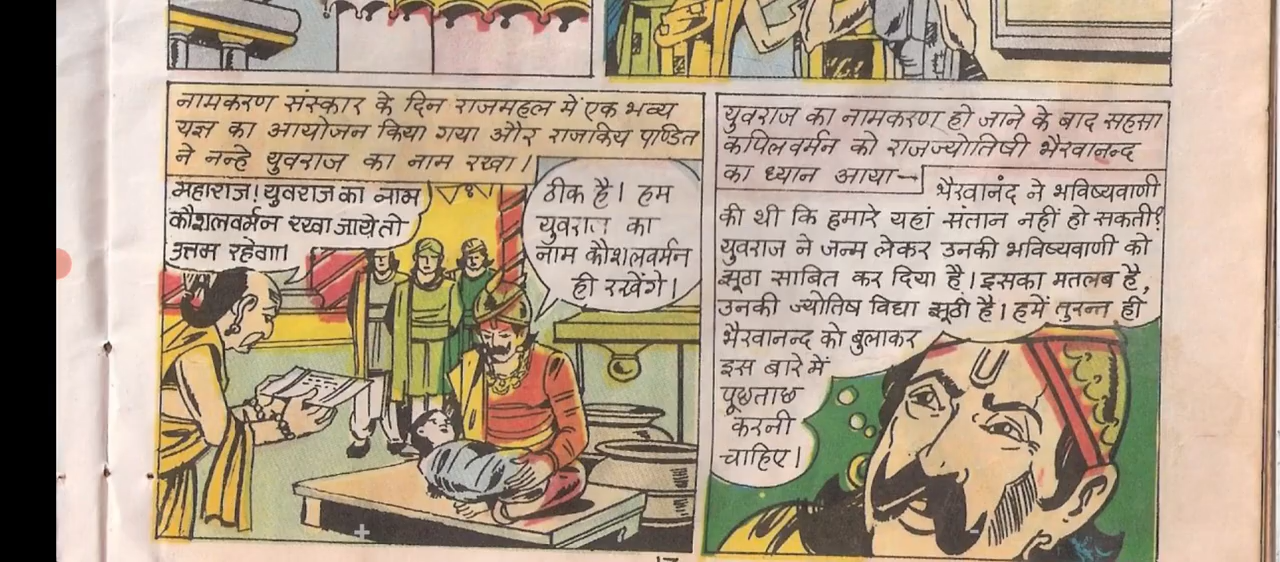 नामकरण संस्कार के दिन राजमहल में एक भव्य
यज्ञ का आयोजन किया गया और राजकिय पाण्डित
ने नन्हे युवराज का नाम रखा।
महाराज! युवराज का नाम
कौशलवर्मन रखा जाये तो
उत्तम रहेगा।
ठीक है। हम
युवराज का
नाम कौशलवर्मन
ही रखेंगे।
युवराज का नामकरण हो जाने के बाद सहसा
कपिलवर्मन को राजज्योतिषी भैरवानन्द
का ध्यान आया→
भैरवानंद ने भविष्यवाणी
की थी कि हमारे यहां संतान नहीं हो सकती?
युवराज ने जन्म लेकर उनकी भविष्यवाणी को
झूठा साबित कर दिया है। इसका मतलब है,
उनकी ज्योतिष विद्या झूठी है। हमें तुरन्त ही
भैरवानन्द को बुलाकर
इस बारे में
पूछताछ
करनी
चाहिए।